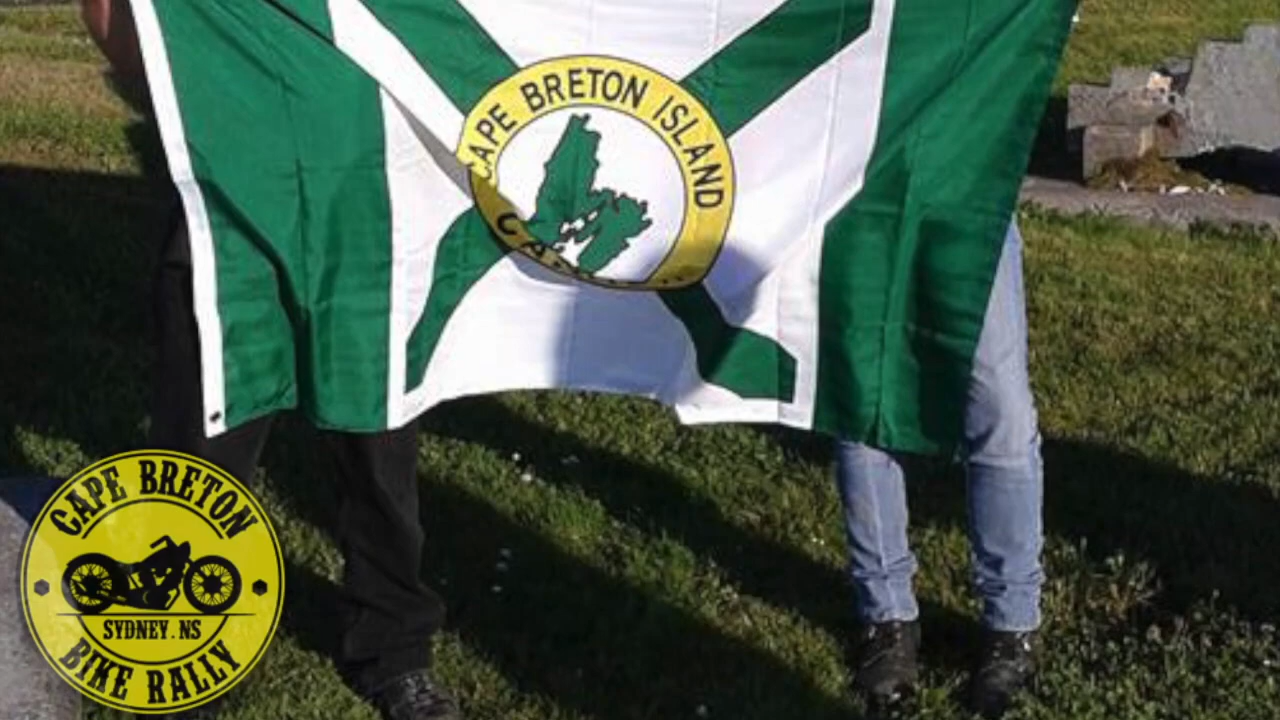 CAPE BRETON ISLAND
CAPE BRETON
SYDNEY. NS
BIKE RALLY